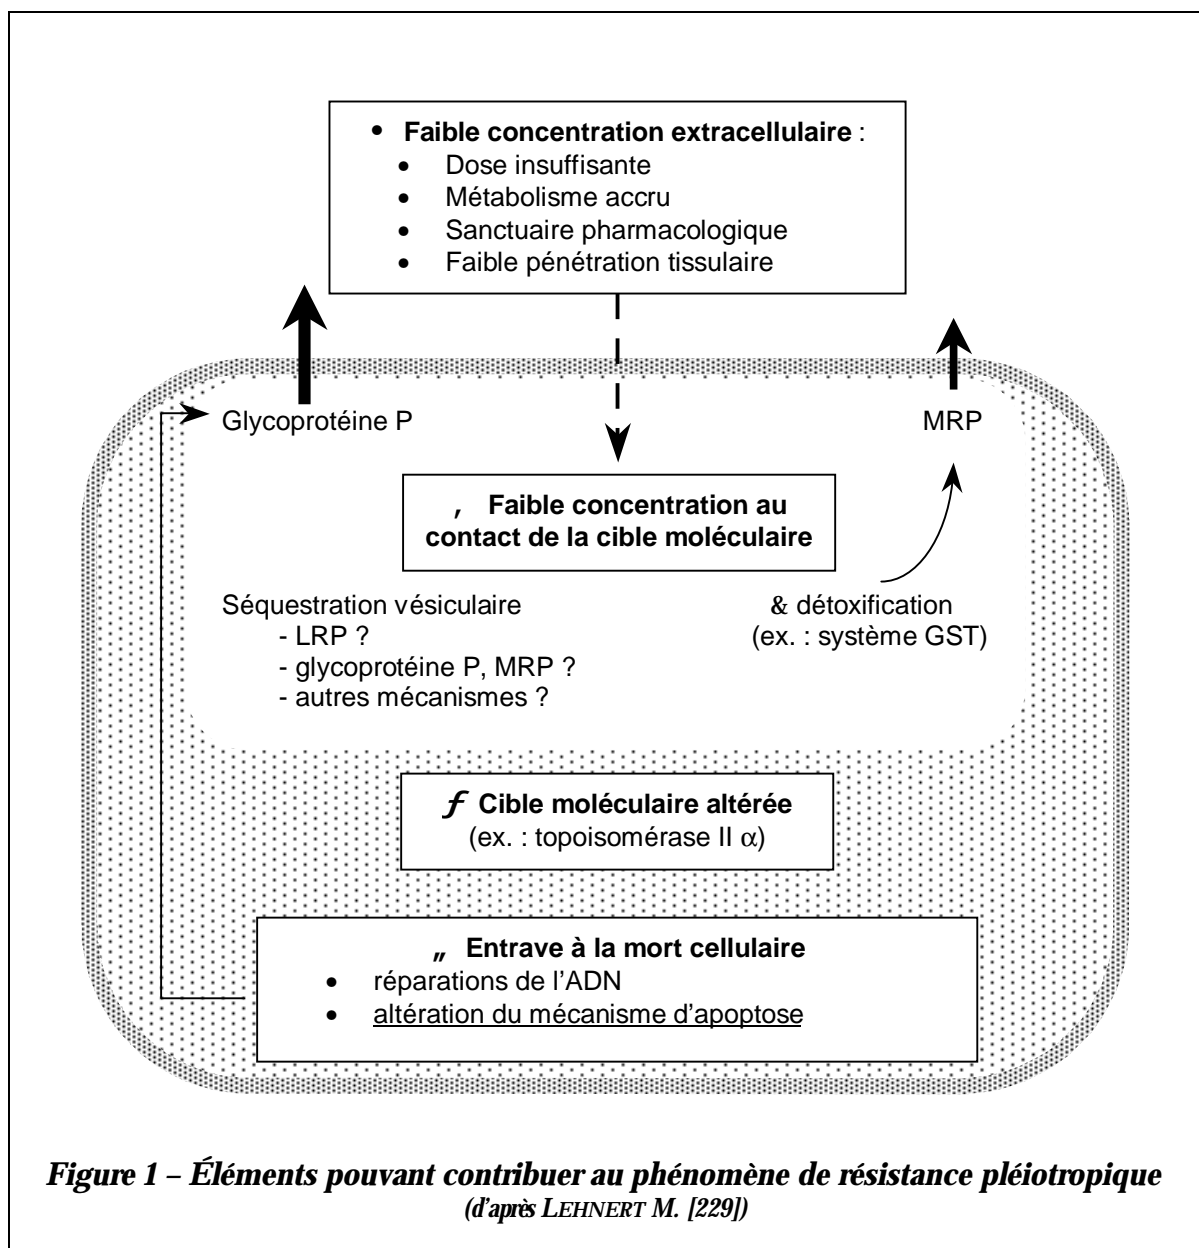 • Faible concentration extracellulaire :
• Dose insuffisante
• Métabolisme accru
• Sanctuaire pharmacologique
• Faible pénétration tissulaire
Glycoprotéine P
MRP
‚ Faible concentration au
contact de la cible moléculaire
Séquestration vésiculaire
- LRP ?
- glycoprotéine P, MRP ?
- autres mécanismes ?
& détoxification
(ex. : système GST)
ƒ Cible moléculaire altérée
(ex. : topoisomérase II α)
„ Entrave à la mort cellulaire
• réparations de l’ADN
• altération du mécanisme d’apoptose
Figure 1 – Éléments pouvant contribuer au phénomène de résistance pléiotropique
(d’après LEHNERT M. [229])